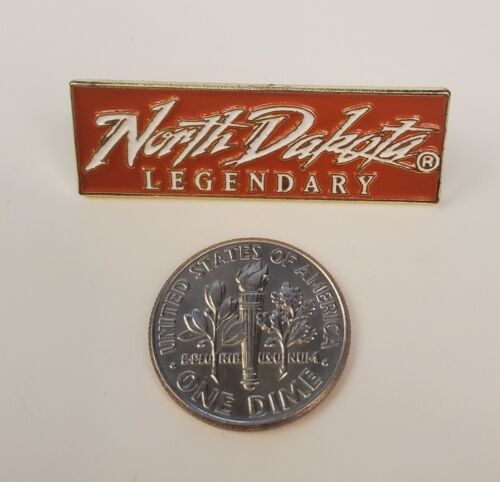 North Dakota®
LEGENDARY
UNITED STATES OF AMERICA
E·PLURIBUS UNUM
ONE DIME